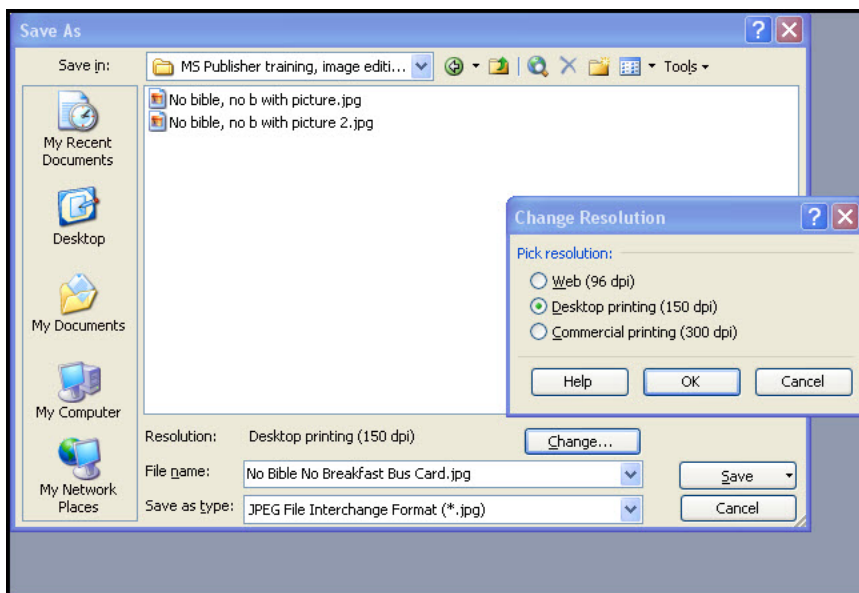 Save As
Save in:
MS Publisher training, image editi...
Tools
My Recent
Documents
Desktop
My Documents
My Computer
My Network
Places
No bible, no b with picture.jpg
No bible, no b with picture 2.jpg
Change Resolution
Pick resolution:
Web (96 dpi)
Desktop printing (150 dpi)
Commercial printing (300 dpi)
Help
OK
Cancel
Resolution:
Desktop printing (150 dpi)
Change...
File name:
No Bible No Breakfast Bus Card.jpg
Save
Save as type:
JPEG File Interchange Format (*.jpg)
Cancel